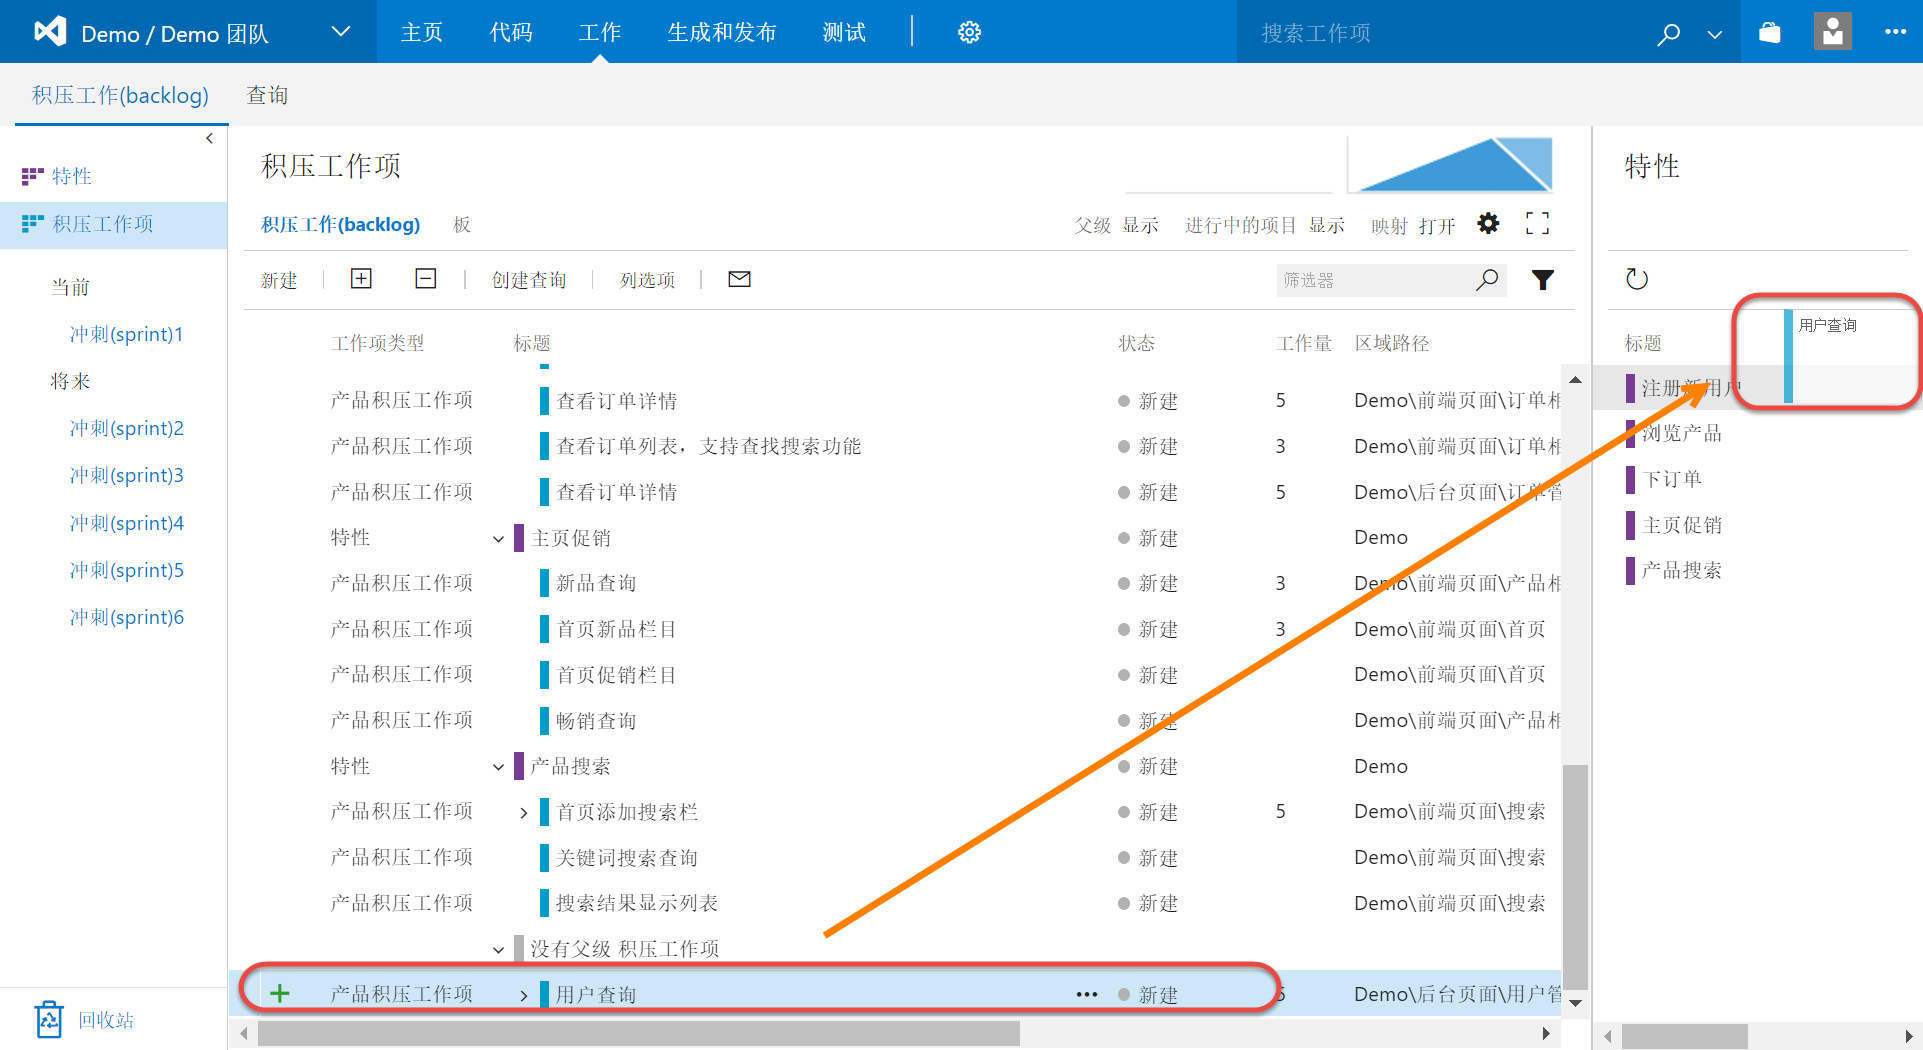 Demo / Demo 团队 主页 代码 工作 生成和发布 测试 搜索工作项
积压工作(backlog) 查询
特性
积压工作项
当前
冲刺(sprint)1
将来
冲刺(sprint)2
冲刺(sprint)3
冲刺(sprint)4
冲刺(sprint)5
冲刺(sprint)6
回收站
积压工作项
积压工作(backlog) 板 父级 显示 进行中的项目 显示 映射 打开
新建 创建查询 列选项 筛选器
工作项类型 标题 状态 工作量 区域路径
产品积压工作项 查看订单详情 新建 5 Demo\前端页面\订单相
产品积压工作项 查看订单列表，支持查找搜索功能 新建 3 Demo\前端页面\订单相
产品积压工作项 查看订单详情 新建 5 Demo\后台页面\订单管
特性 主页促销 新建 Demo
产品积压工作项 新品查询 新建 3 Demo\前端页面\产品相
产品积压工作项 首页新品栏目 新建 3 Demo\前端页面\首页
产品积压工作项 首页促销栏目 新建 Demo\前端页面\首页
产品积压工作项 畅销查询 新建 Demo\前端页面\产品相
特性 产品搜索 新建 Demo
产品积压工作项 首页添加搜索栏 新建 5 Demo\前端页面\搜索
产品积压工作项 关键词搜索查询 新建 Demo\前端页面\搜索
产品积压工作项 搜索结果显示列表 新建 Demo\前端页面\搜索
没有父级 积压工作项
产品积压工作项 用户查询 新建 5 Demo\后台页面\用户管
特性
用户查询
标题
注册新用户
浏览产品
下订单
主页促销
产品搜索